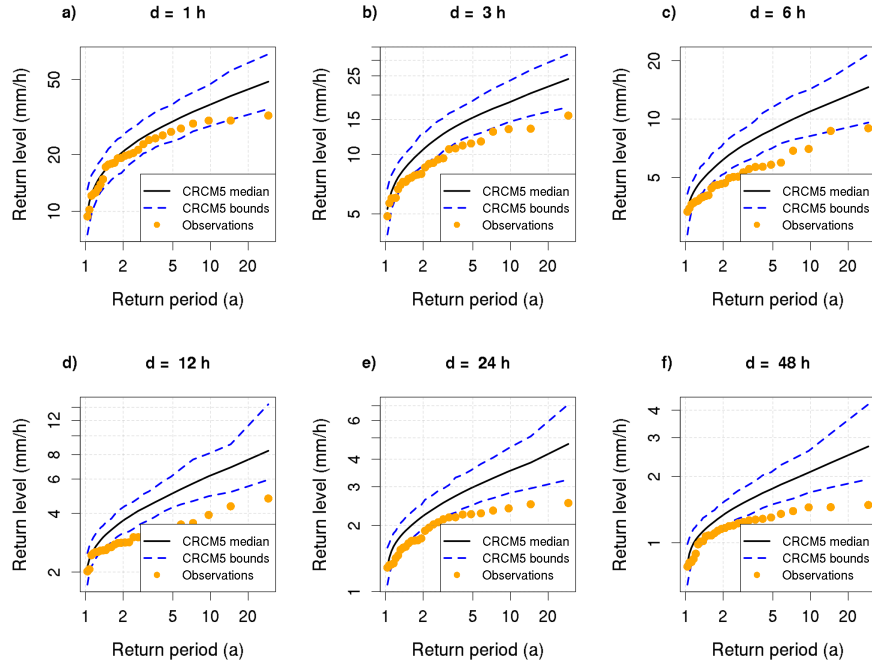 a) d = 1 h
Return level (mm/h)
50
20
10
CRCM5 median
CRCM5 bounds
Observations
1 2 5 10 20
Return period (a)
b) d = 3 h
Return level (mm/h)
25
15
10
5
CRCM5 median
CRCM5 bounds
Observations
1 2 5 10 20
Return period (a)
c) d = 6 h
Return level (mm/h)
20
10
5
CRCM5 median
CRCM5 bounds
Observations
1 2 5 10 20
Return period (a)
d) d = 12 h
Return level (mm/h)
12
8
6
4
2
CRCM5 median
CRCM5 bounds
Observations
1 2 5 10 20
Return period (a)
e) d = 24 h
Return level (mm/h)
6
4
3
2
1
CRCM5 median
CRCM5 bounds
Observations
1 2 5 10 20
Return period (a)
f) d = 48 h
Return level (mm/h)
4
3
2
1
CRCM5 median
CRCM5 bounds
Observations
1 2 5 10 20
Return period (a)